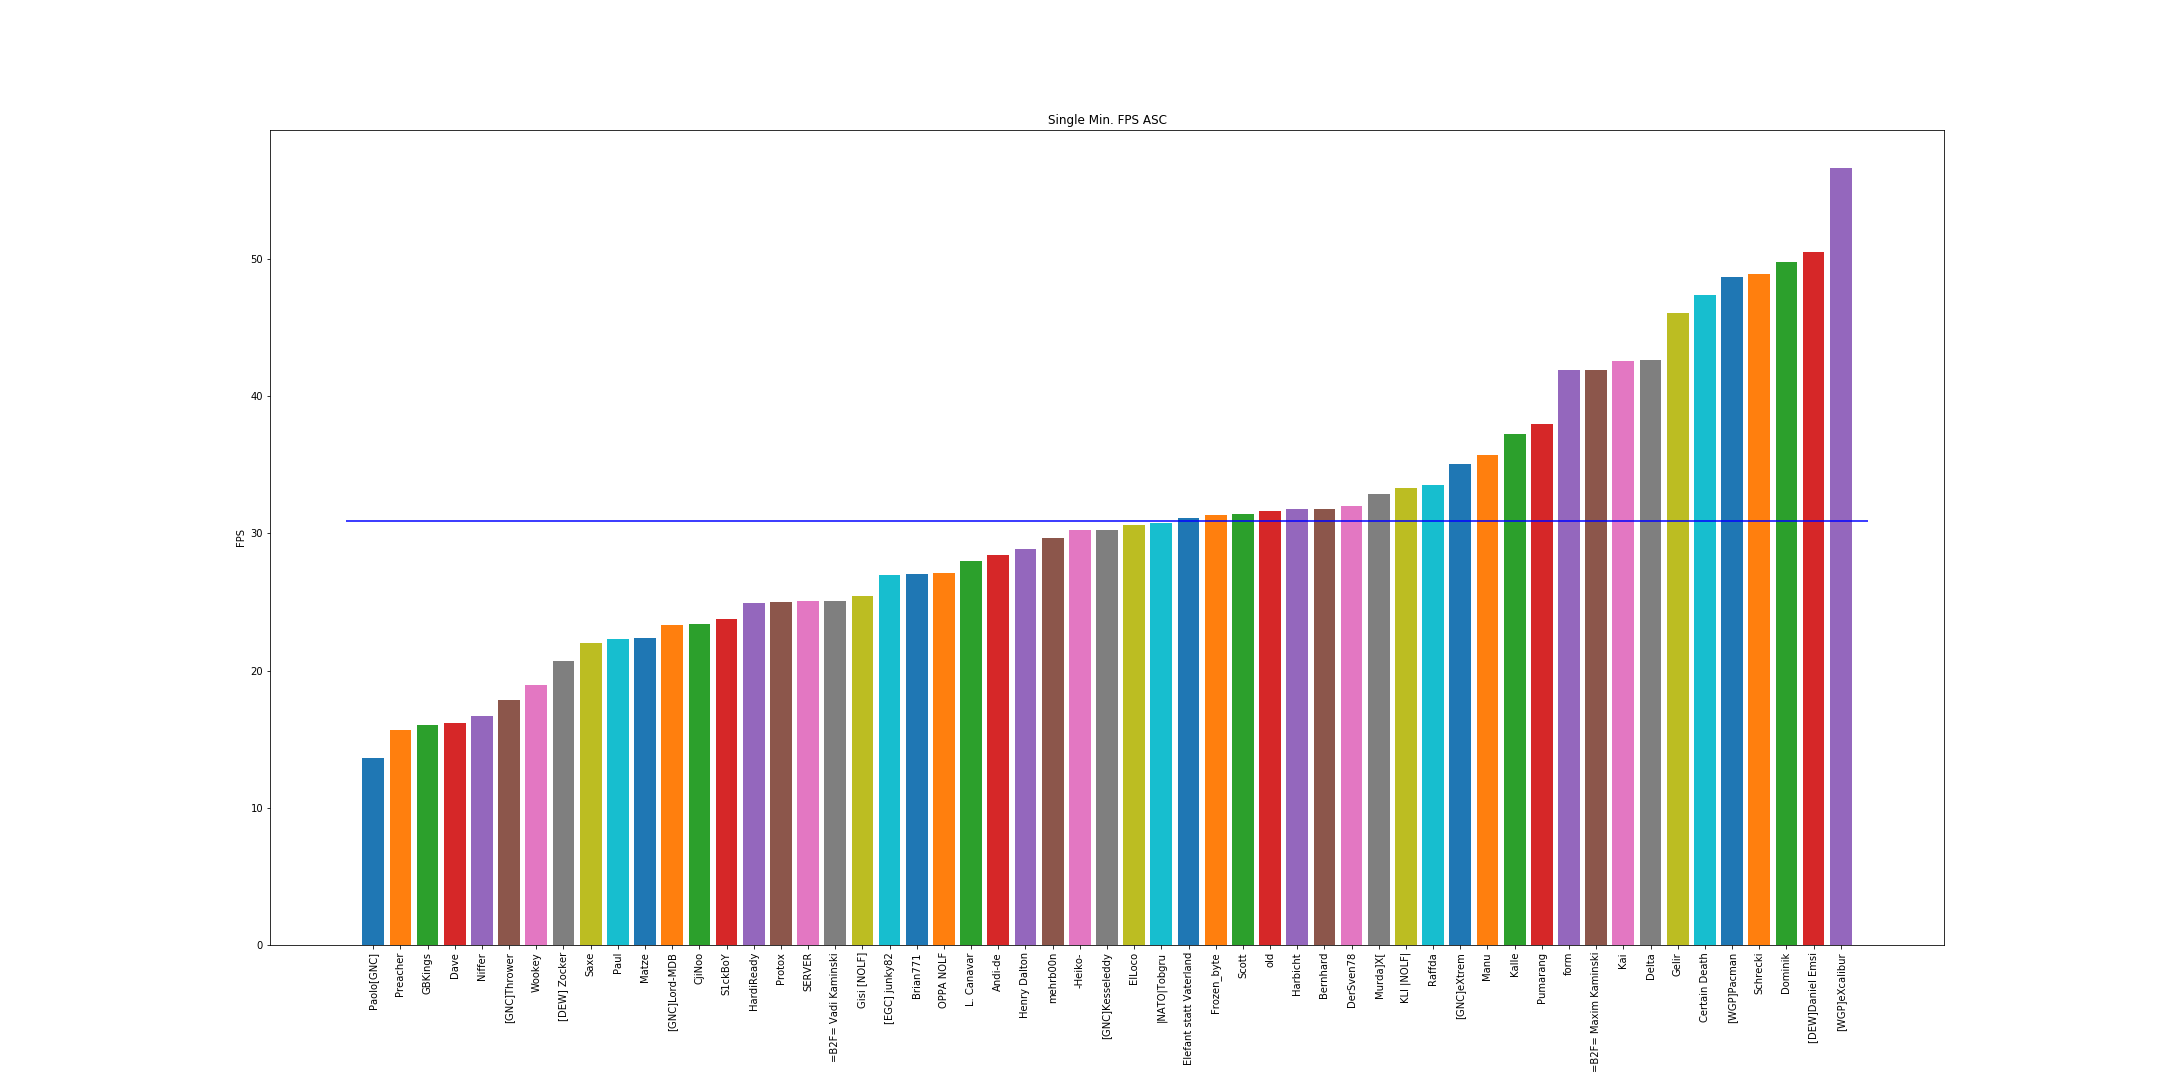 Single Min. FPS ASC
FPS
50
40
30
20
10
0
Paolo[GNC]
Preacher
GBKings
Dave
Niffer
[GNC]Thrower
Wookey
[DEW] Zocker
Saxe
Paul
Matze
[GNC]Lord-MDB
CjiNoo
S1ckBoY
HardiReady
Protox
SERVER
=B2F= Vadi Kaminski
Gisi [NOLF]
[EGC] junky82
Brian771
OPPA NOLF
L. Canavar
Andi-de
Henry Dalton
mehrb00n
-Heiko-
[GNC]Kesseleddy
ElLoco
|NATO|Tobgru
Elefant statt Vaterland
Frozen_byte
Scott
old
Harbicht
Bernhard
DerSven78
Murda]X[
KLI |NOLF|
Raffda
[GNC]eXtrem
Manu
Kalle
Pumarang
form
=B2F= Maxim Kaminski
Kai
Delta
Gelir
Certain Death
[WGP]Pacman
Schrecki
Dominik
[DEW]Daniel Emsi
[WGP]eXcalibur